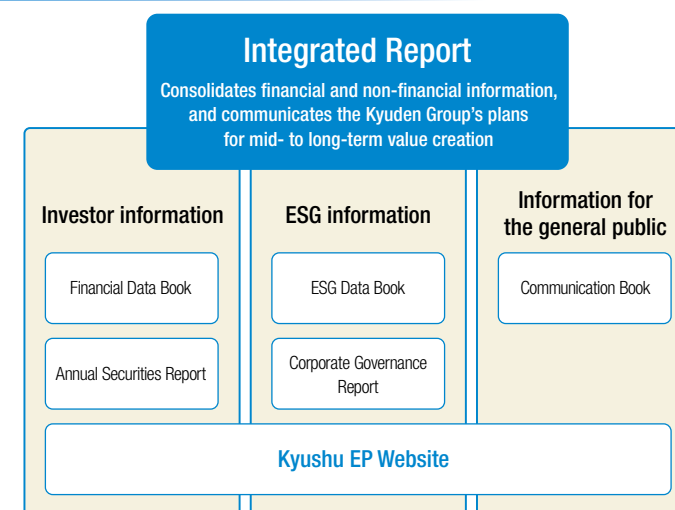 Integrated Report
Consolidates financial and non-financial information,
and communicates the Kyuden Group's plans
for mid- to long-term value creation
Investor information
Financial Data Book
Annual Securities Report
ESG information
ESG Data Book
Corporate Governance
Report
Information for
the general public
Communication Book
Kyushu EP Website